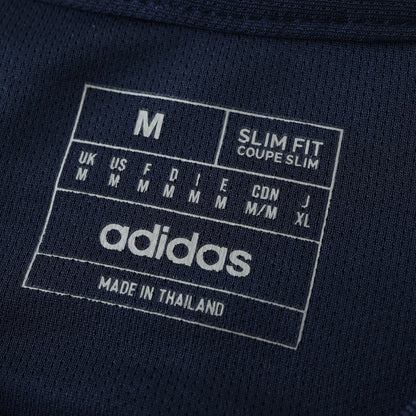 M
SLIM FIT
COUPE SLIM
UK US F D I E CDN J
M M M M M M M/M XL
adidas
MADE IN THAILAND